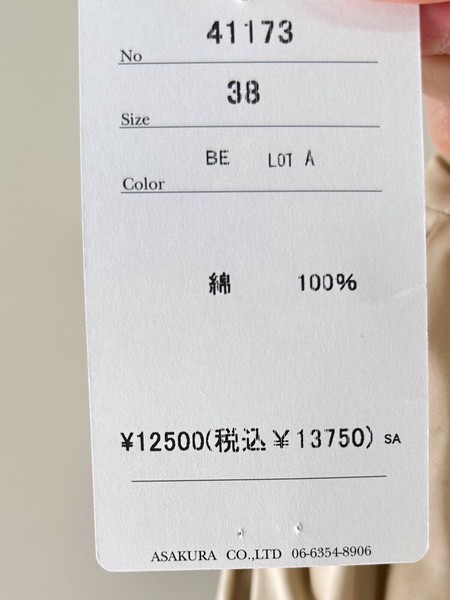 41173
No
38
Size
BE LOT A
Color
綿 100%
¥12500(税込¥13750) SA
ASAKURA CO.,LTD 06-6354-8906